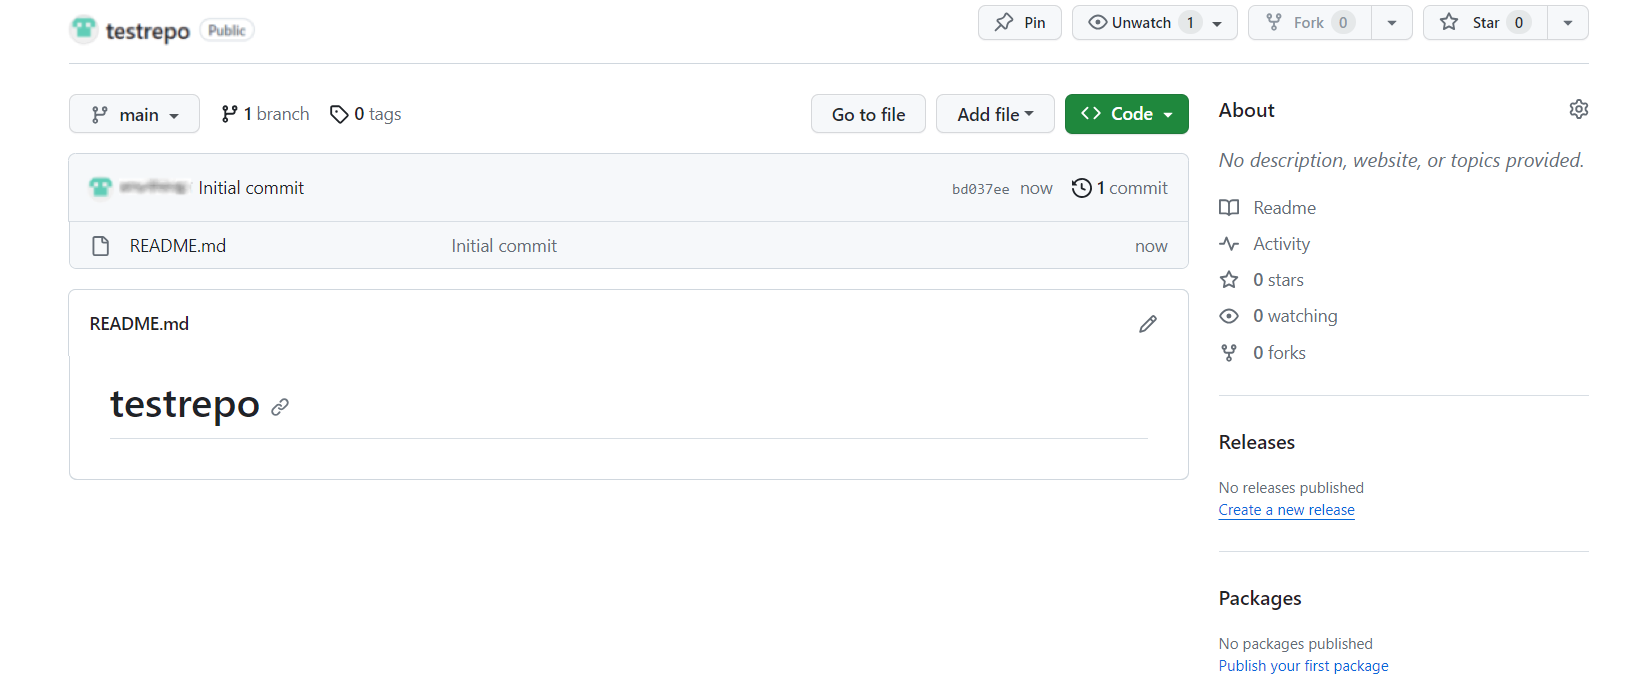 testrepo Public
Pin
Unwatch 1
Fork 0
Star 0
main
1 branch
0 tags
Go to file
Add file
<> Code
Initial commit
bd037ee now
1 commit
README.md Initial commit now
README.md
testrepo
About
No description, website, or topics provided.
Readme
Activity
0 stars
0 watching
0 forks
Releases
No releases published
Create a new release
Packages
No packages published
Publish your first package